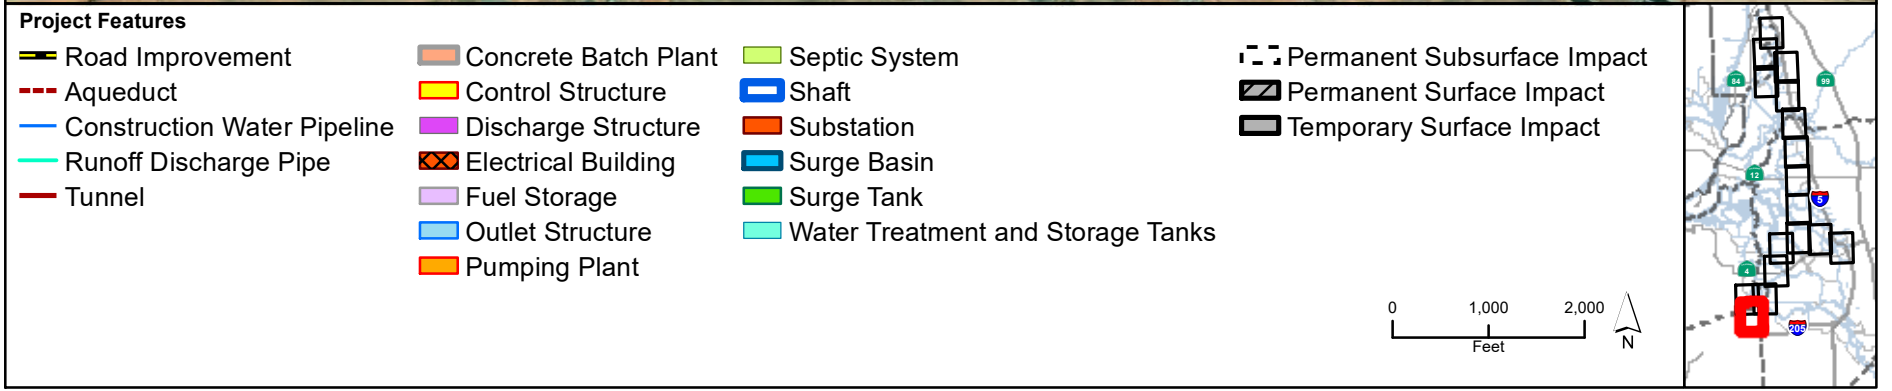 Project Features
Road Improvement
Aqueduct
Construction Water Pipeline
Runoff Discharge Pipe
Tunnel
Concrete Batch Plant
Control Structure
Discharge Structure
Electrical Building
Fuel Storage
Outlet Structure
Pumping Plant
Septic System
Shaft
Substation
Surge Basin
Surge Tank
Water Treatment and Storage Tanks
Permanent Subsurface Impact
Permanent Surface Impact
Temporary Surface Impact
0 1,000 2,000
Feet
N
84
99
12
5
4
205